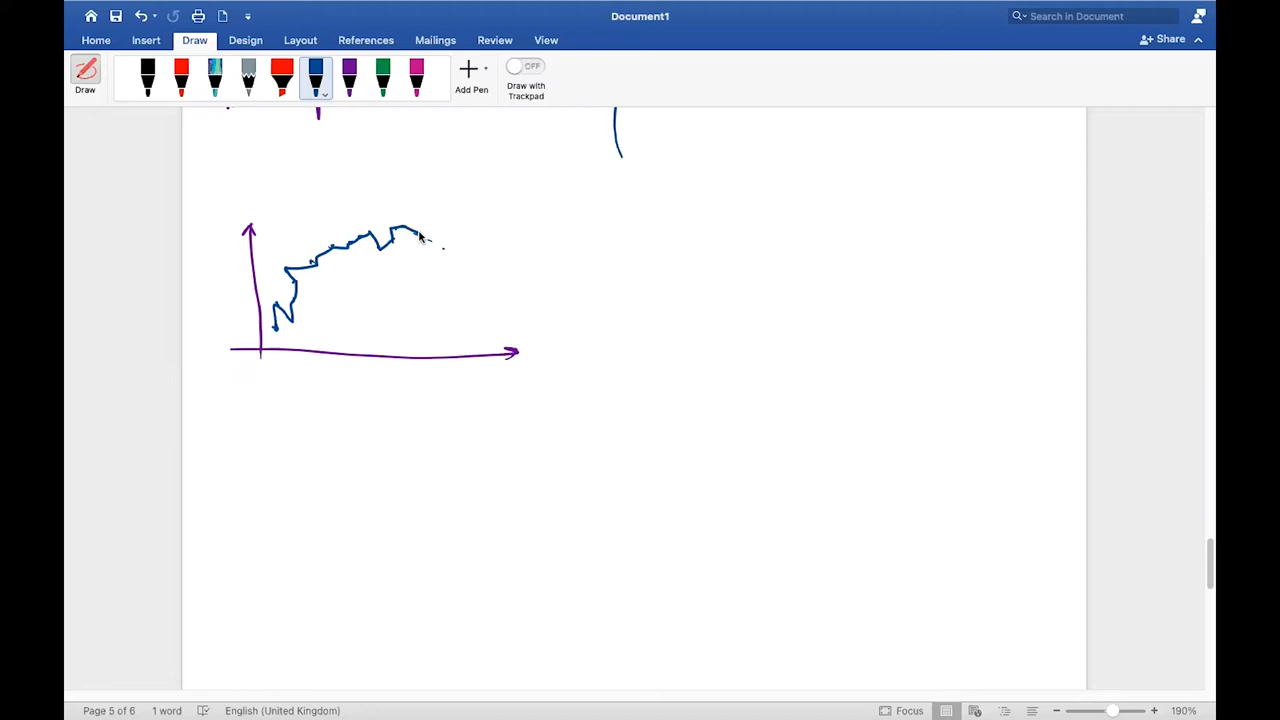 Document1
Search in Document
Home Insert Draw Design Layout References Mailings Review View
Share
OFF
Draw
Add Pen
Draw with
Trackpad
Page 5 of 6
1 word
English (United Kingdom)
Focus
190%